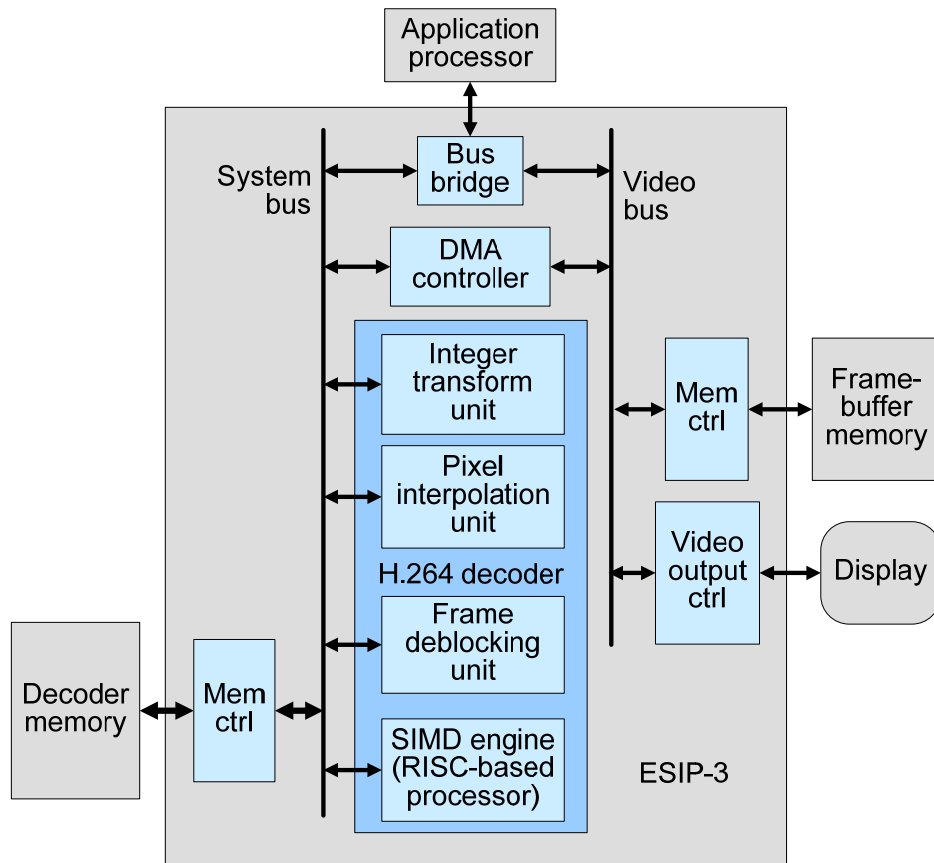 Application
processor
Bus
bridge
System
bus
Video
bus
DMA
controller
Integer
transform
unit
Mem
ctrl
Frame-
buffer
memory
Pixel
interpolation
unit
H.264 decoder
Video
output
ctrl
Display
Frame
deblocking
unit
Decoder
memory
Mem
ctrl
SIMD engine
(RISC-based
processor)
ESIP-3